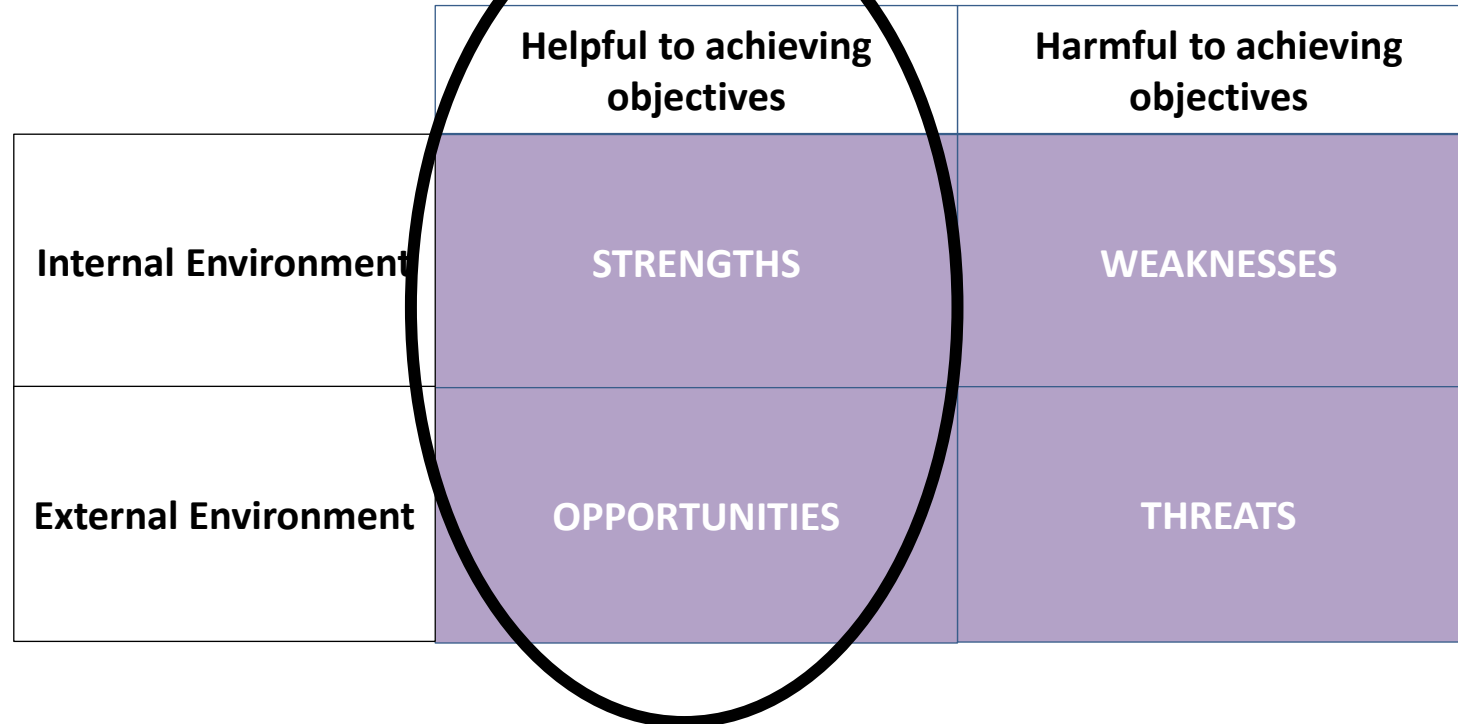 Helpful to achieving
objectives
Harmful to achieving
objectives
Internal Environment
STRENGTHS
WEAKNESSES
External Environment
OPPORTUNITIES
THREATS